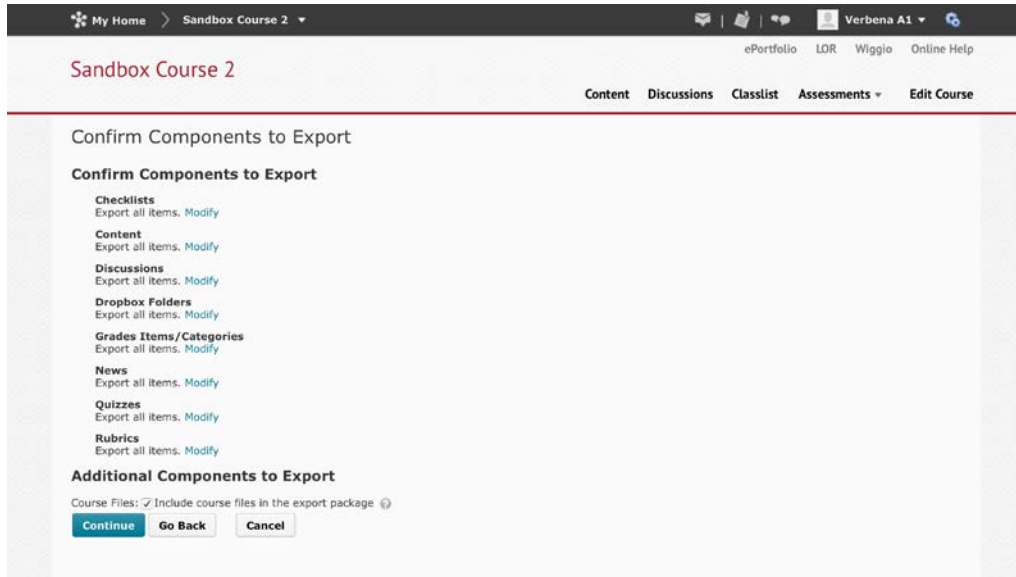 My Home Sandbox Course 2 Verbena A1
ePortfolio LOR Wiggio Online Help
Sandbox Course 2
Content Discussions Classlist Assessments Edit Course
Confirm Components to Export
Confirm Components to Export
Checklists
Export all items. Modify
Content
Export all items. Modify
Discussions
Export all items. Modify
Dropbox Folders
Export all items. Modify
Grades Items/Categories
Export all items. Modify
News
Export all items. Modify
Quizzes
Export all items. Modify
Rubrics
Export all items. Modify
Additional Components to Export
Course Files: Include course files in the export package
Continue Go Back Cancel